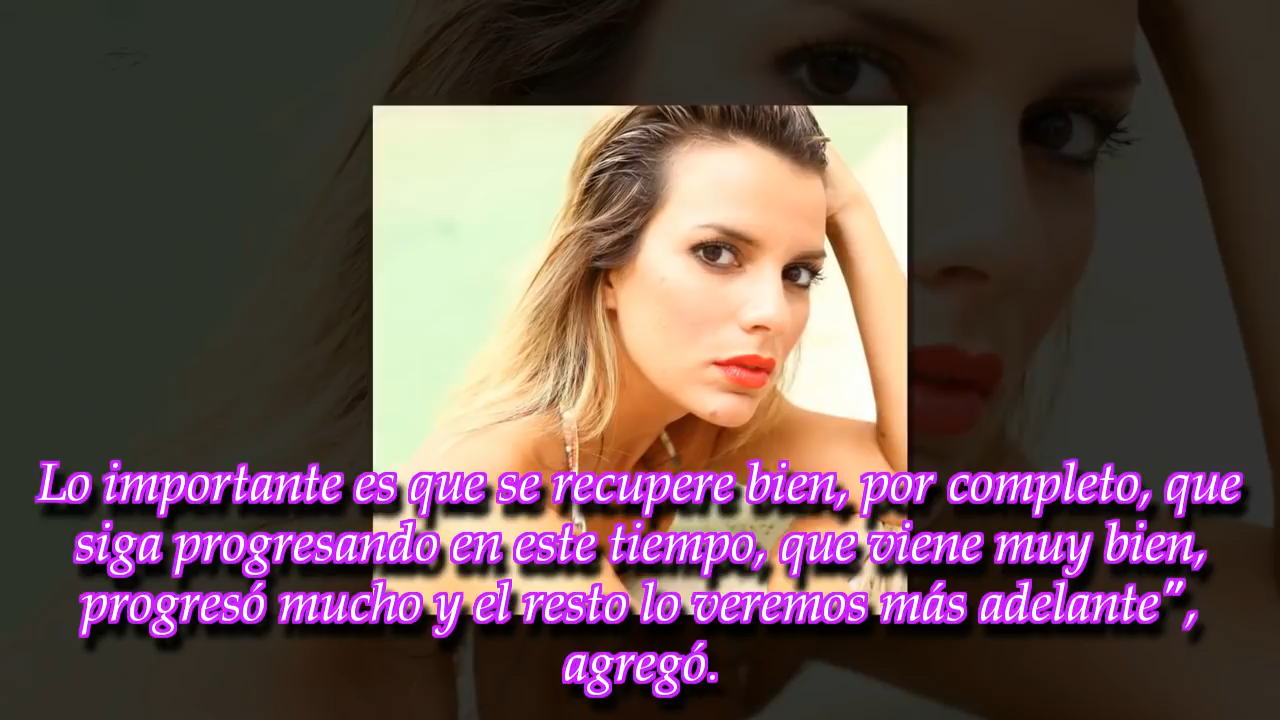 Lo importante es que se recupere bien, por completo, que
siga progresando en este tiempo, que viene muy bien,
progresó mucho y el resto lo veremos más adelante”,
agregó.